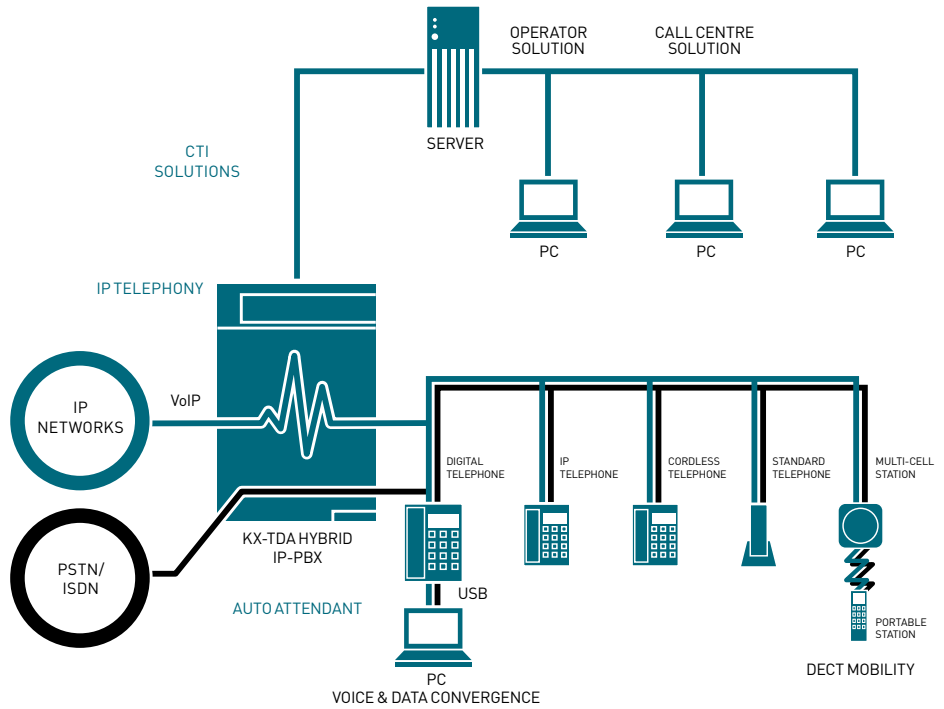 OPERATOR
SOLUTION
CALL CENTRE
SOLUTION
SERVER
CTI
SOLUTIONS
PC
PC
PC
IP TELEPHONY
IP
NETWORKS
VoIP
DIGITAL
TELEPHONE
IP
TELEPHONE
CORDLESS
TELEPHONE
STANDARD
TELEPHONE
MULTI-CELL
STATION
KX-TDA HYBRID
IP-PBX
PSTN/
ISDN
AUTO ATTENDANT
USB
PORTABLE
STATION
DECT MOBILITY
PC
VOICE & DATA CONVERGENCE